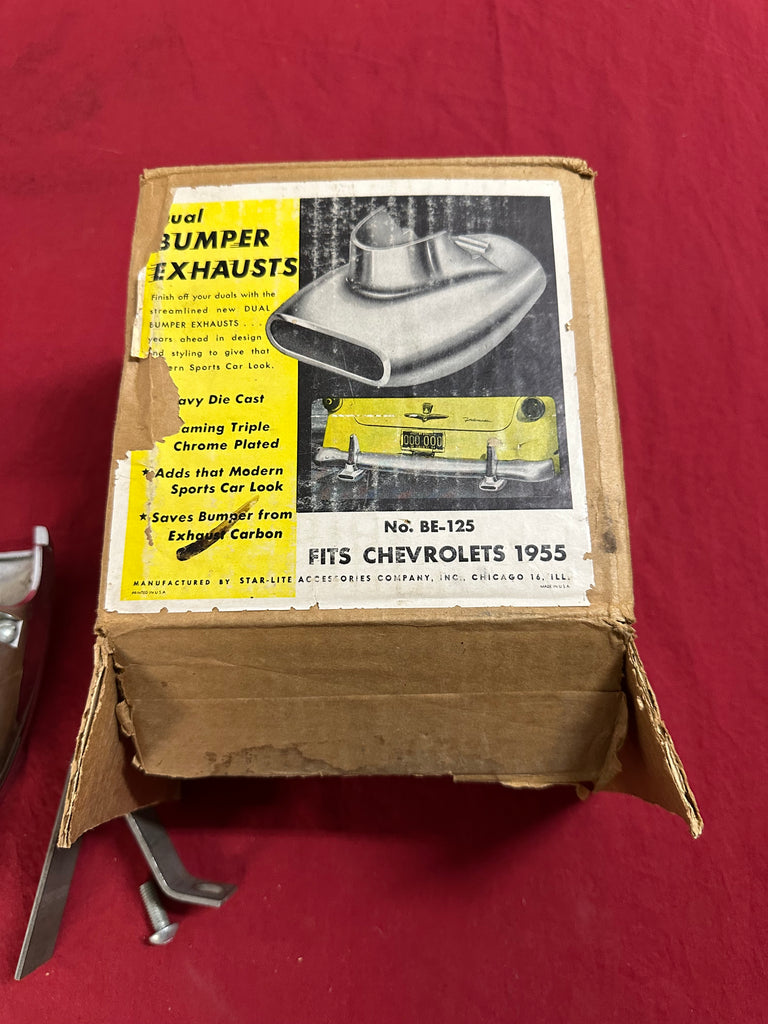 ual
BUMPER
EXHAUSTS
Finish off your duals with the
streamlined new DUAL
BUMPER EXHAUSTS . . .
years ahead in design
nd styling to give that
ern Sports Car Look.
avy Die Cast
aming Triple
Chrome Plated
★ Adds that Modern
Sports Car Look
★ Saves Bumper from
Exhaust Carbon
000 000
No. BE-125
FITS CHEVROLETS 1955
MANUFACTURED BY STAR-LITE ACCESSORIES COMPANY, INC., CHICAGO 16, ILL.
PRINTED IN U.S.A. MADE IN U.S.A.